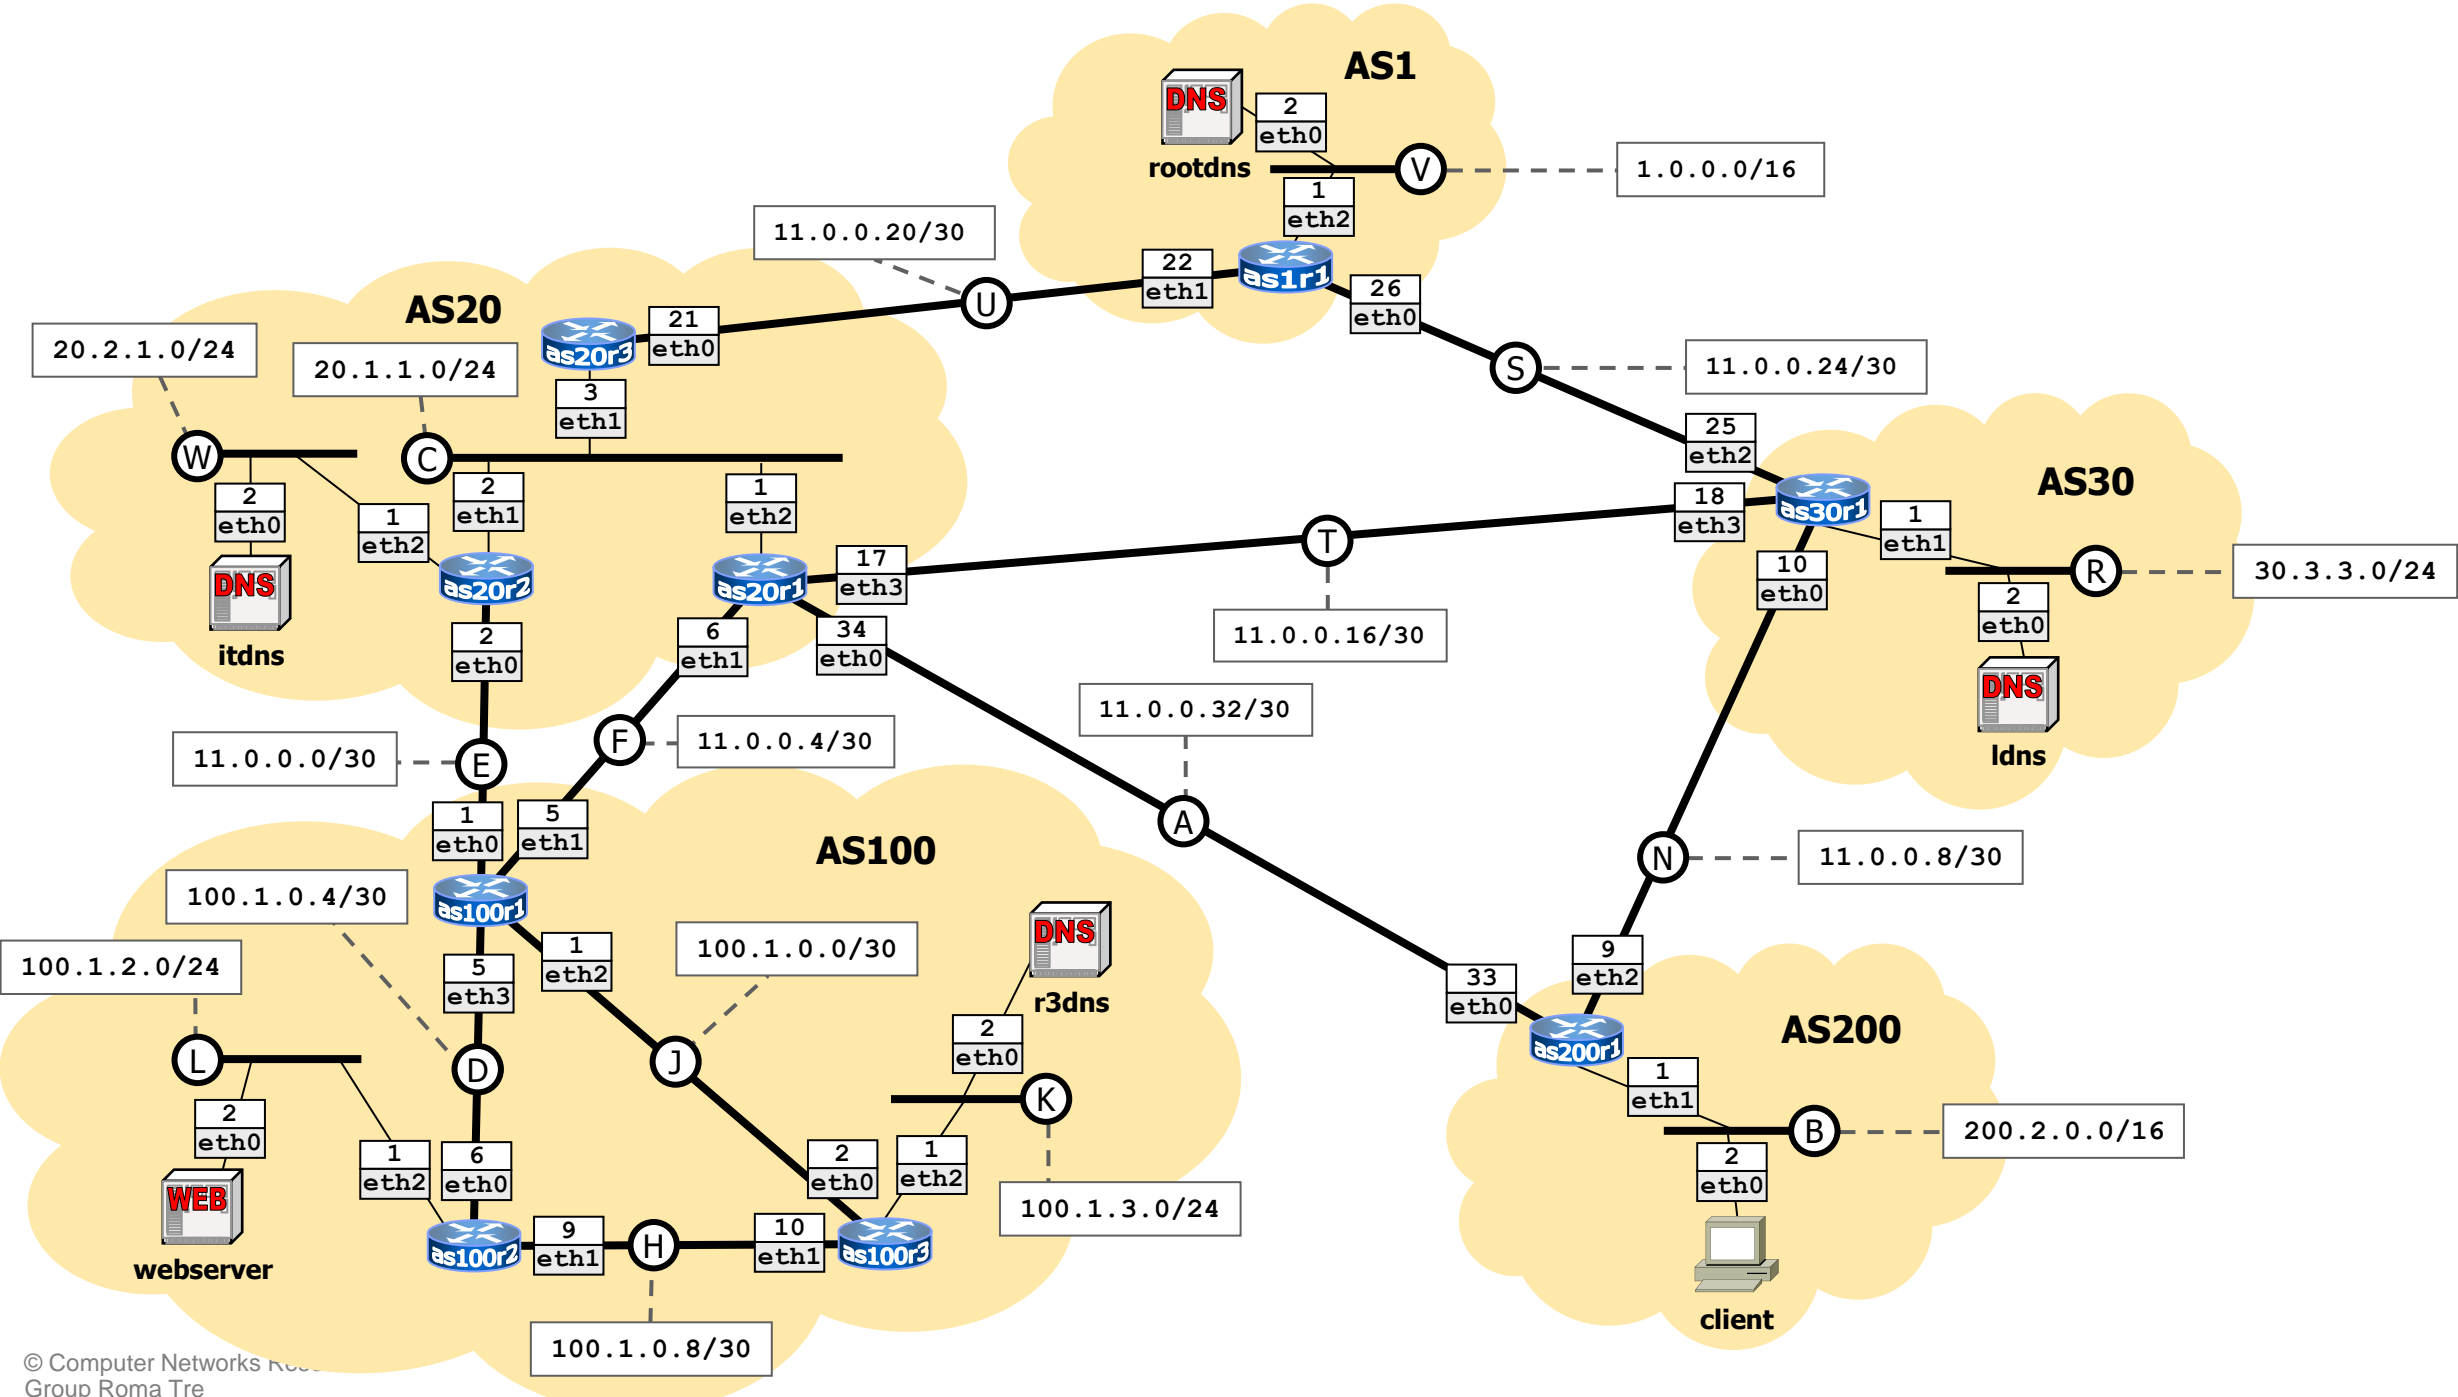 AS1
DNS
2
eth0
rootdns
V
1.0.0.0/16
1
eth2
11.0.0.20/30
22
eth1
as1r1
26
eth0
U
AS20
21
eth0
as20r3
20.2.1.0/24
20.1.1.0/24
3
eth1
S
11.0.0.24/30
25
eth2
AS30
W
C
2
eth0
1
eth2
2
eth1
1
eth2
18
eth3
as30r1
1
eth1
DNS
itdns
as20r2
as20r1
17
eth3
T
10
eth0
R
30.3.3.0/24
2
eth0
2
eth0
6
eth1
34
eth0
11.0.0.16/30
DNS
ldns
11.0.0.32/30
11.0.0.0/30
E
F
11.0.0.4/30
1
eth0
5
eth1
AS100
A
N
11.0.0.8/30
100.1.0.4/30
as100r1
100.1.2.0/24
5
eth3
1
eth2
100.1.0.0/30
DNS
r3dns
33
eth0
9
eth2
AS200
as200r1
L
D
J
2
eth0
K
1
eth1
2
eth0
1
eth2
6
eth0
2
eth0
1
eth2
B
200.2.0.0/16
2
eth0
WEB
webserver
as100r2
9
eth1
H
10
eth1
as100r3
100.1.3.0/24
client
100.1.0.8/30
© Computer Networks
Group Roma Tre